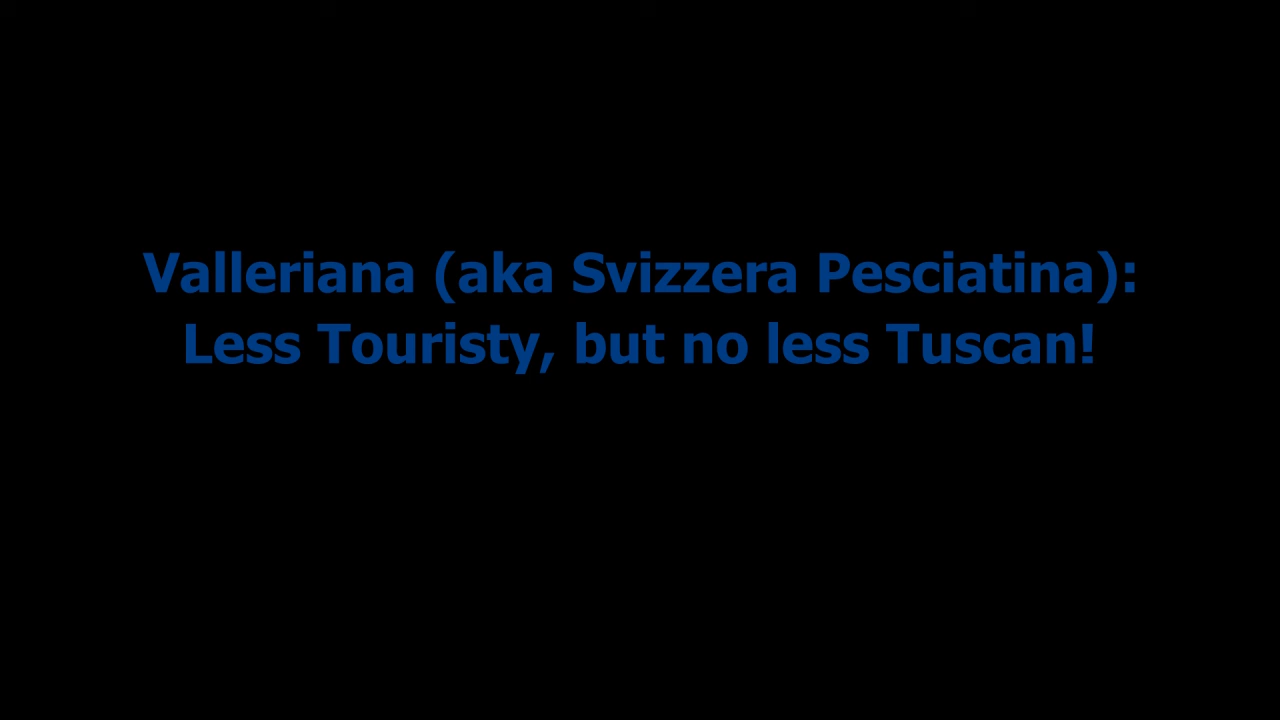 Valleriana (aka Svizzera Pesciatina):
Less Touristy, but no less Tuscan!